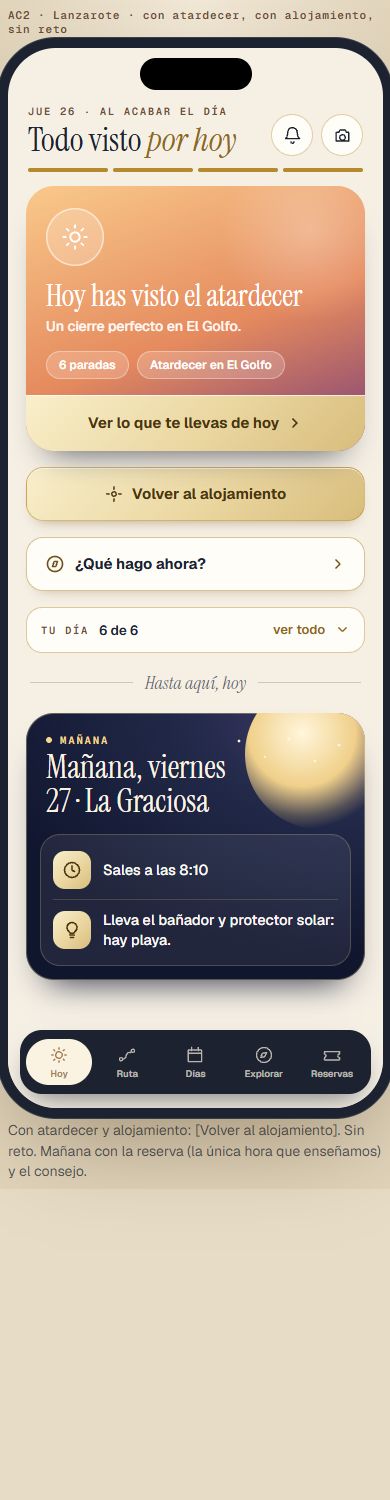 AC2 · Lanzarote · con atardecer, con alojamiento,
sin reto
JUE 26 · AL ACABAR EL DÍA
Todo visto por hoy
Hoy has visto el atardecer
Un cierre perfecto en El Golfo.
6 paradas
Atardecer en El Golfo
Ver lo que te llevas de hoy
Volver al alojamiento
¿Qué hago ahora?
TU DÍA 6 de 6
ver todo
Hasta aquí, hoy
MAÑANA
Mañana, viernes
27 · La Graciosa
Sales a las 8:10
Lleva el bañador y protector solar:
hay playa.
Hoy
Ruta
Días
Explorar
Reservas
Con atardecer y alojamiento: [Volver al alojamiento]. Sin
reto. Mañana con la reserva (la única hora que enseñamos)
y el consejo.